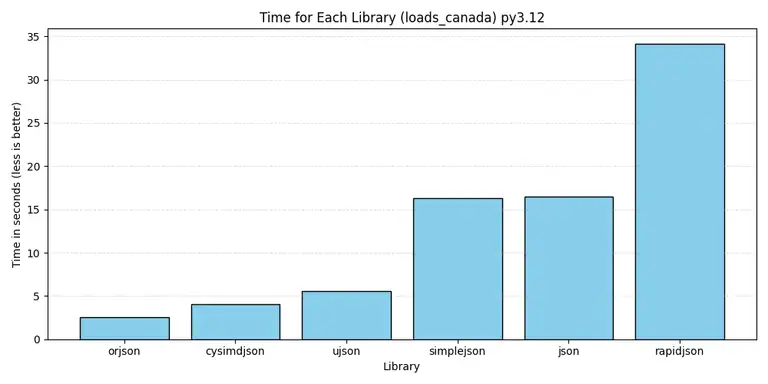 Time for Each Library (loads_canada) py3.12
Time in seconds (less is better)
35
30
25
20
15
10
5
0
orjson cysimdjson ujson simplejson json rapidjson
Library